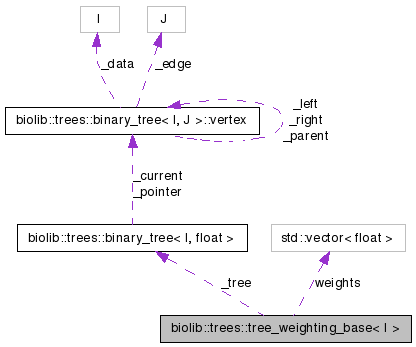 I
J
_data
_edge
_left
_right
_parent
biolib::trees::binary_tree< I, J >::vertex
_current
_pointer
biolib::trees::binary_tree< I, float >
std::vector< float >
_tree
weights
biolib::trees::tree_weighting_base< I >